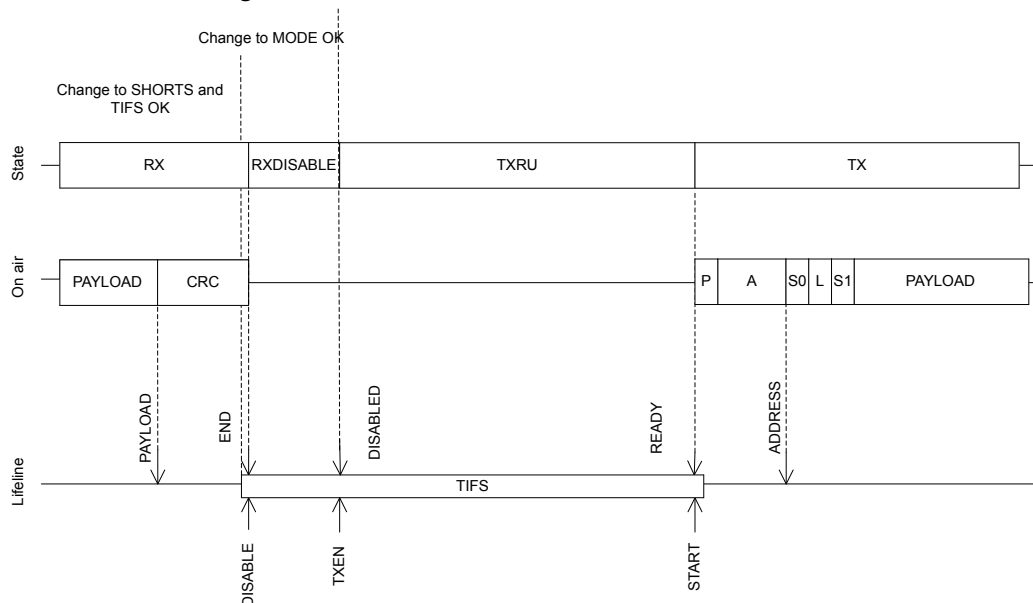 Change to MODE OK
Change to SHORTS and
TIFS OK
State
RX
RXDISABLE
TXRU
TX
On air
PAYLOAD
CRC
P
A
S0
L
S1
PAYLOAD
PAYLOAD
END
DISABLED
READY
ADDRESS
Lifeline
TIFS
DISABLE
TXEN
START